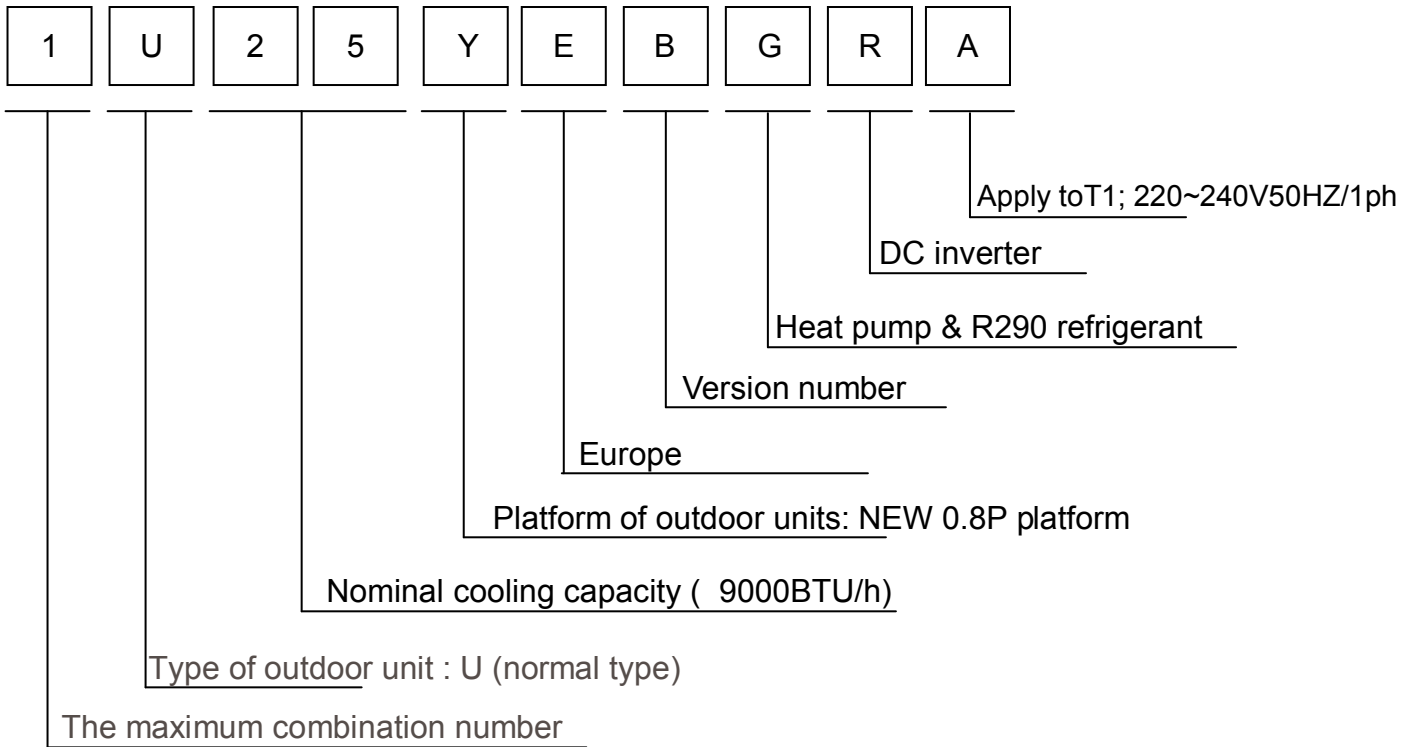 1 U 2 5 Y E B G R A
Apply toT1; 220~240V50HZ/1ph
DC inverter
Heat pump & R290 refrigerant
Version number
Europe
Platform of outdoor units: NEW 0.8P platform
Nominal cooling capacity ( 9000BTU/h)
Type of outdoor unit : U (normal type)
The maximum combination number